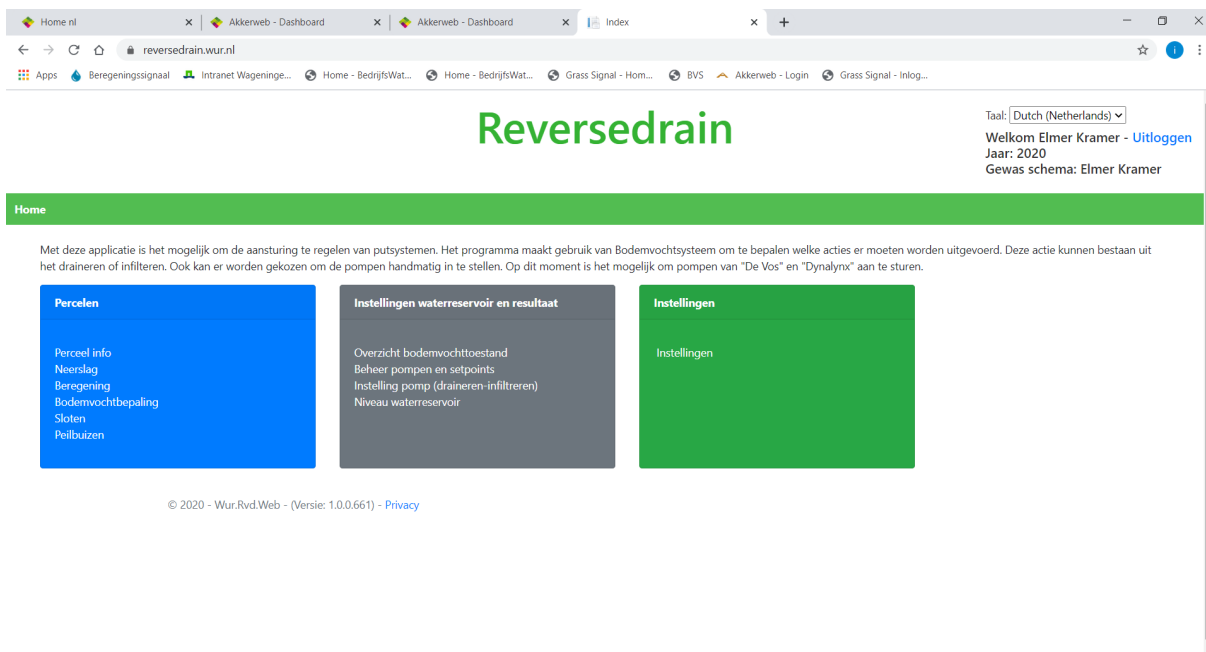 Home nl
Akkerweb - Dashboard
Akkerweb - Dashboard
Index
reversedrain.wur.nl
Apps
Beregeningssignaal
Intranet Wageninge...
Home - BedrijfsWat...
Home - BedrijfsWat...
Grass Signal - Hom...
BVS
Akkerweb - Login
Grass Signal - Inlog...
Reversedrain
Taal: Dutch (Netherlands)
Welkom Elmer Kramer - Uitloggen
Jaar: 2020
Gewas schema: Elmer Kramer
Home
Met deze applicatie is het mogelijk om de aansturing te regelen van putsystemen. Het programma maakt gebruik van Bodemvochtsysteem om te bepalen welke acties er moeten worden uitgevoerd. Deze actie kunnen bestaan uit
het draineren of infilteren. Ook kan er worden gekozen om de pompen handmatig in te stellen. Op dit moment is het mogelijk om pompen van "De Vos" en "Dynalynx" aan te sturen.
Percelen
Perceel info
Neerslag
Beregening
Bodemvochtbepaling
Sloten
Peilbuizen
Instellingen waterreservoir en resultaat
Overzicht bodemvochttoestand
Beheer pompen en setpoints
Instelling pomp (draineren-infiltreren)
Niveau waterreservoir
Instellingen
Instellingen
© 2020 - Wur.Rvd.Web - (Versie: 1.0.0.661) - Privacy